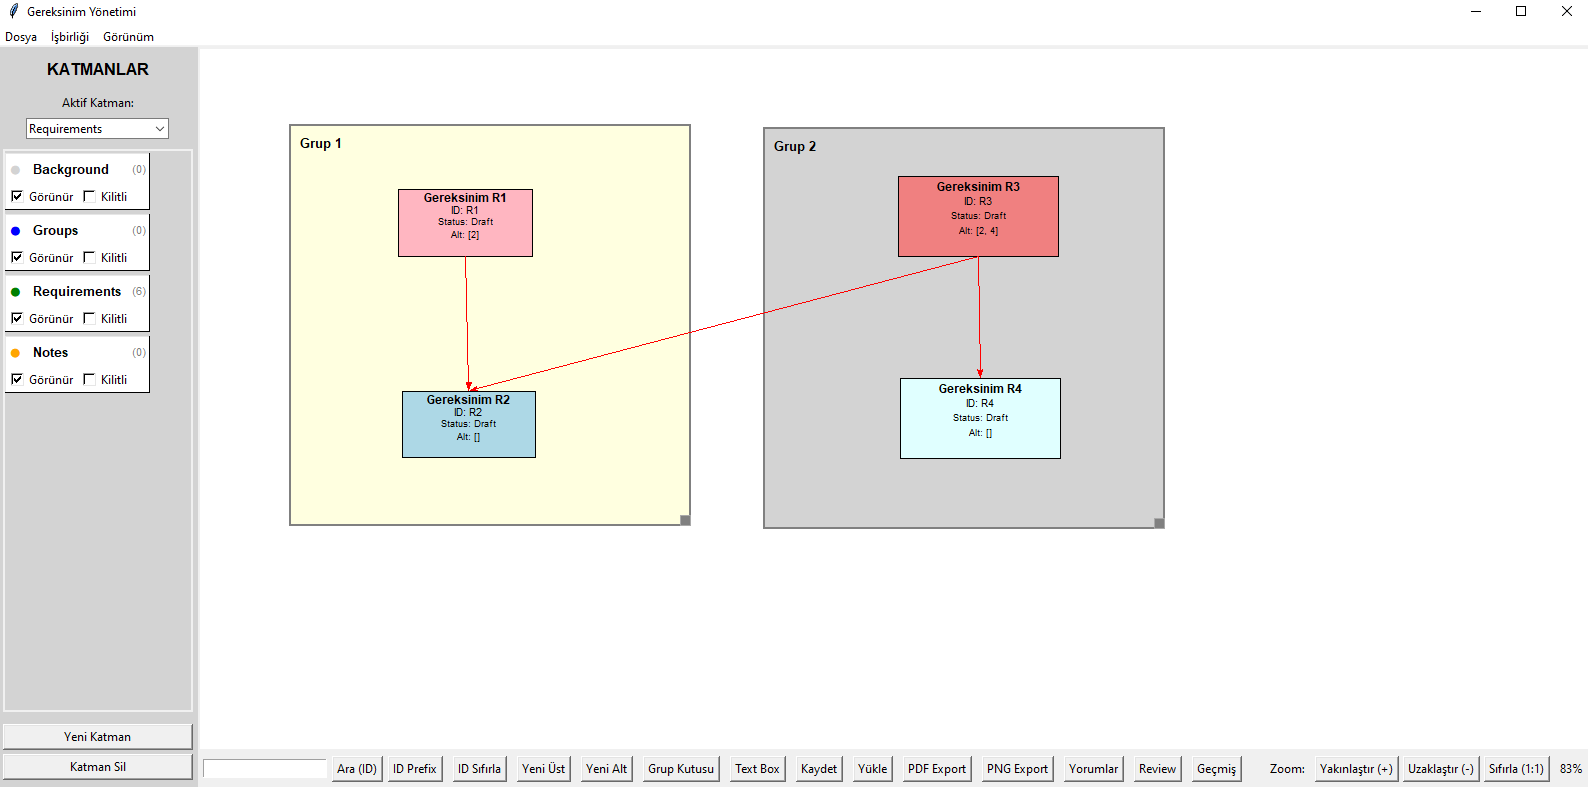 Gereksinim Yönetimi
Dosya İşbirliği Görünüm
KATMANLAR
Aktif Katman:
Requirements
Background (0)
Görünür Kilitli
Groups (0)
Görünür Kilitli
Requirements (6)
Görünür Kilitli
Notes (0)
Görünür Kilitli
Yeni Katman
Katman Sil
Grup 1
Gereksinim R1
ID: R1
Status: Draft
Alt: [2]
Gereksinim R2
ID: R2
Status: Draft
Alt: []
Grup 2
Gereksinim R3
ID: R3
Status: Draft
Alt: [2, 4]
Gereksinim R4
ID: R4
Status: Draft
Alt: []
Ara (ID) ID Prefix ID Sıfırla Yeni Üst Yeni Alt Grup Kutusu Text Box Kaydet Yükle PDF Export PNG Export Yorumlar Review Geçmiş Zoom: Yakınlaştır (+) Uzaklaştır (-) Sıfırla (1:1) 83%